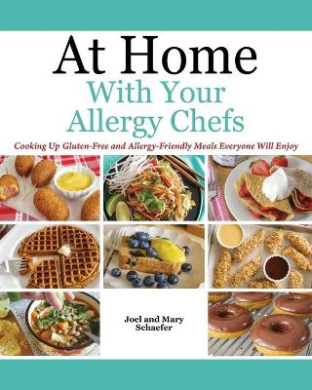 At Home
With Your
Allergy Chefs
Cooking Up Gluten-Free and Allergy-Friendly Meals Everyone Will Enjoy
Joel and Mary
Schaefer